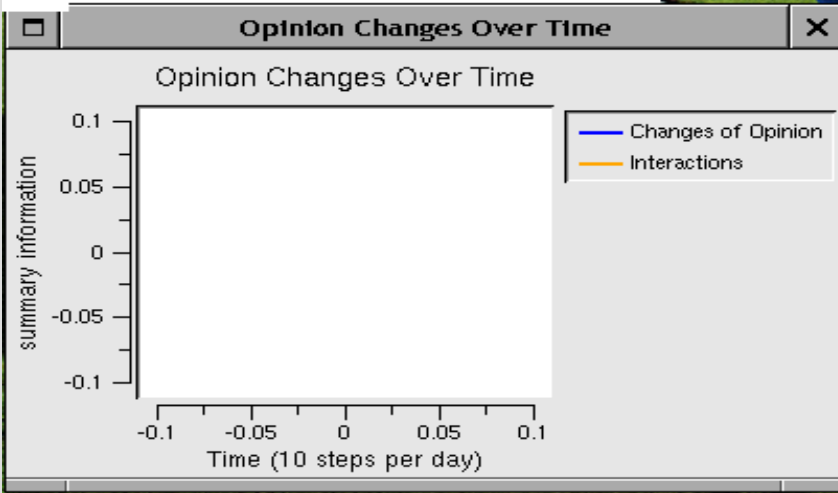 Opinion Changes Over Time
Opinion Changes Over Time
Changes of Opinion
Interactions
summary information
0.1
0.05
0
-0.05
-0.1
-0.1 -0.05 0 0.05 0.1
Time (10 steps per day)